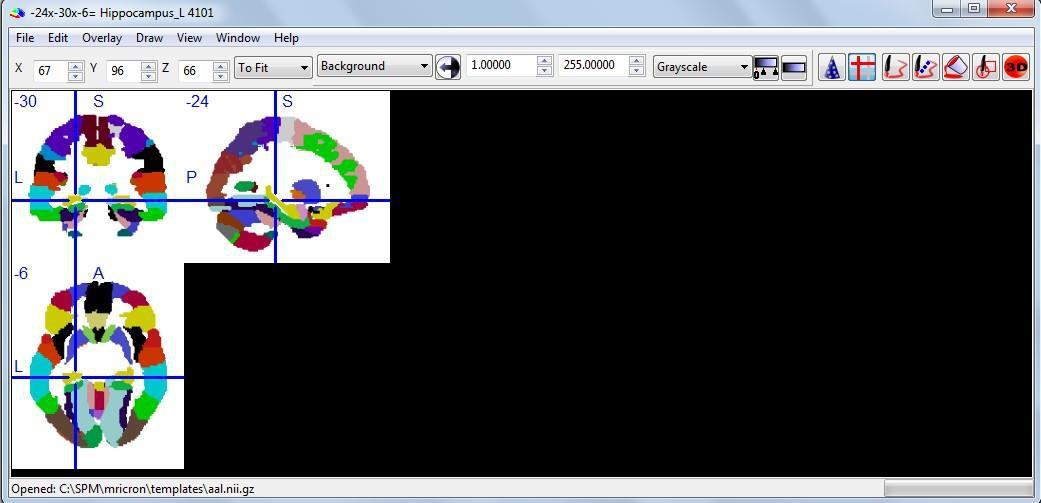 -24x-30x-6= Hippocampus_L 4101
File Edit Overlay Draw View Window Help
X 67 Y 96 Z 66 To Fit Background 1.00000 255.00000 Grayscale 0 3D
-30 S -24 S
L P
-6 A
L
Opened: C:\SPM\mricron\templates\aal.nii.gz